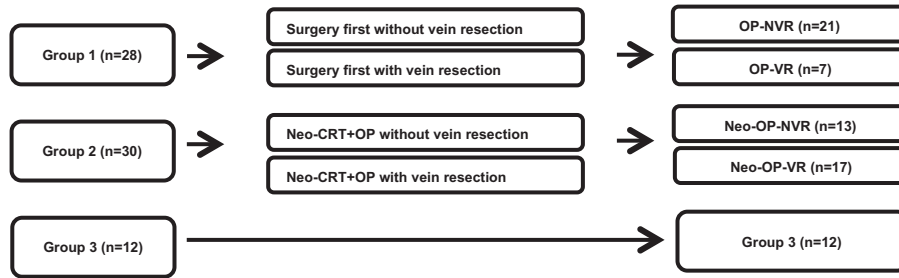 Group 1 (n=28)
Surgery first without vein resection
Surgery first with vein resection
OP-NVR (n=21)
OP-VR (n=7)
Group 2 (n=30)
Neo-CRT+OP without vein resection
Neo-CRT+OP with vein resection
Neo-OP-NVR (n=13)
Neo-OP-VR (n=17)
Group 3 (n=12)
Group 3 (n=12)